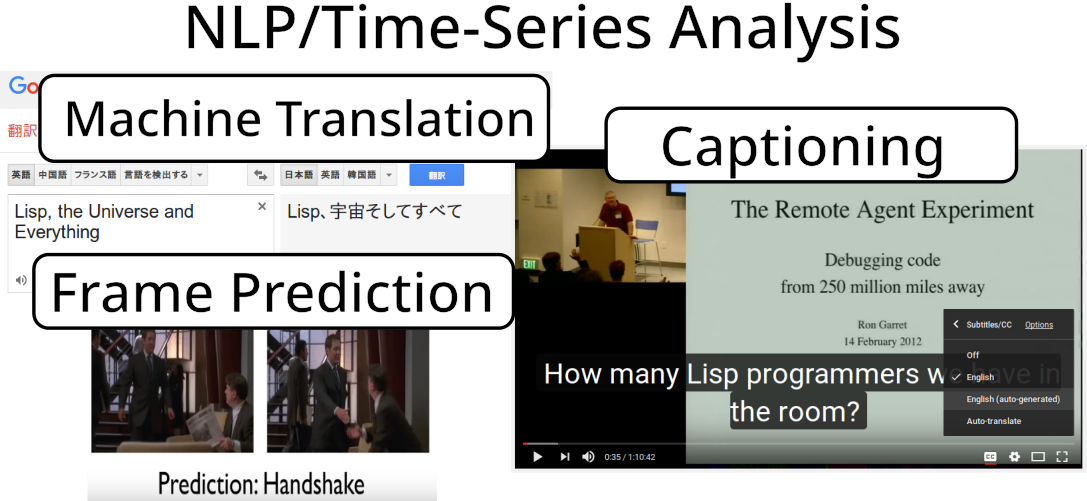 NLP/Time-Series Analysis
Machine Translation
Captioning
翻訳
英語 中国語 フランス語 言語を検出する
日本語 英語 韓国語
翻訳
Lisp, the Universe and
Everything
Lisp、宇宙そしてすべて
Frame Prediction
Prediction: Handshake
EXIT
The Remote Agent Experiment
Debugging code
from 250 million miles away
Ron Garret
14 February 2012
Subtitles/CC Options
Off
English
English (auto-generated)
Auto-translate
How many Lisp programmers we have in
the room?
0:35 / 1:10:42
CC